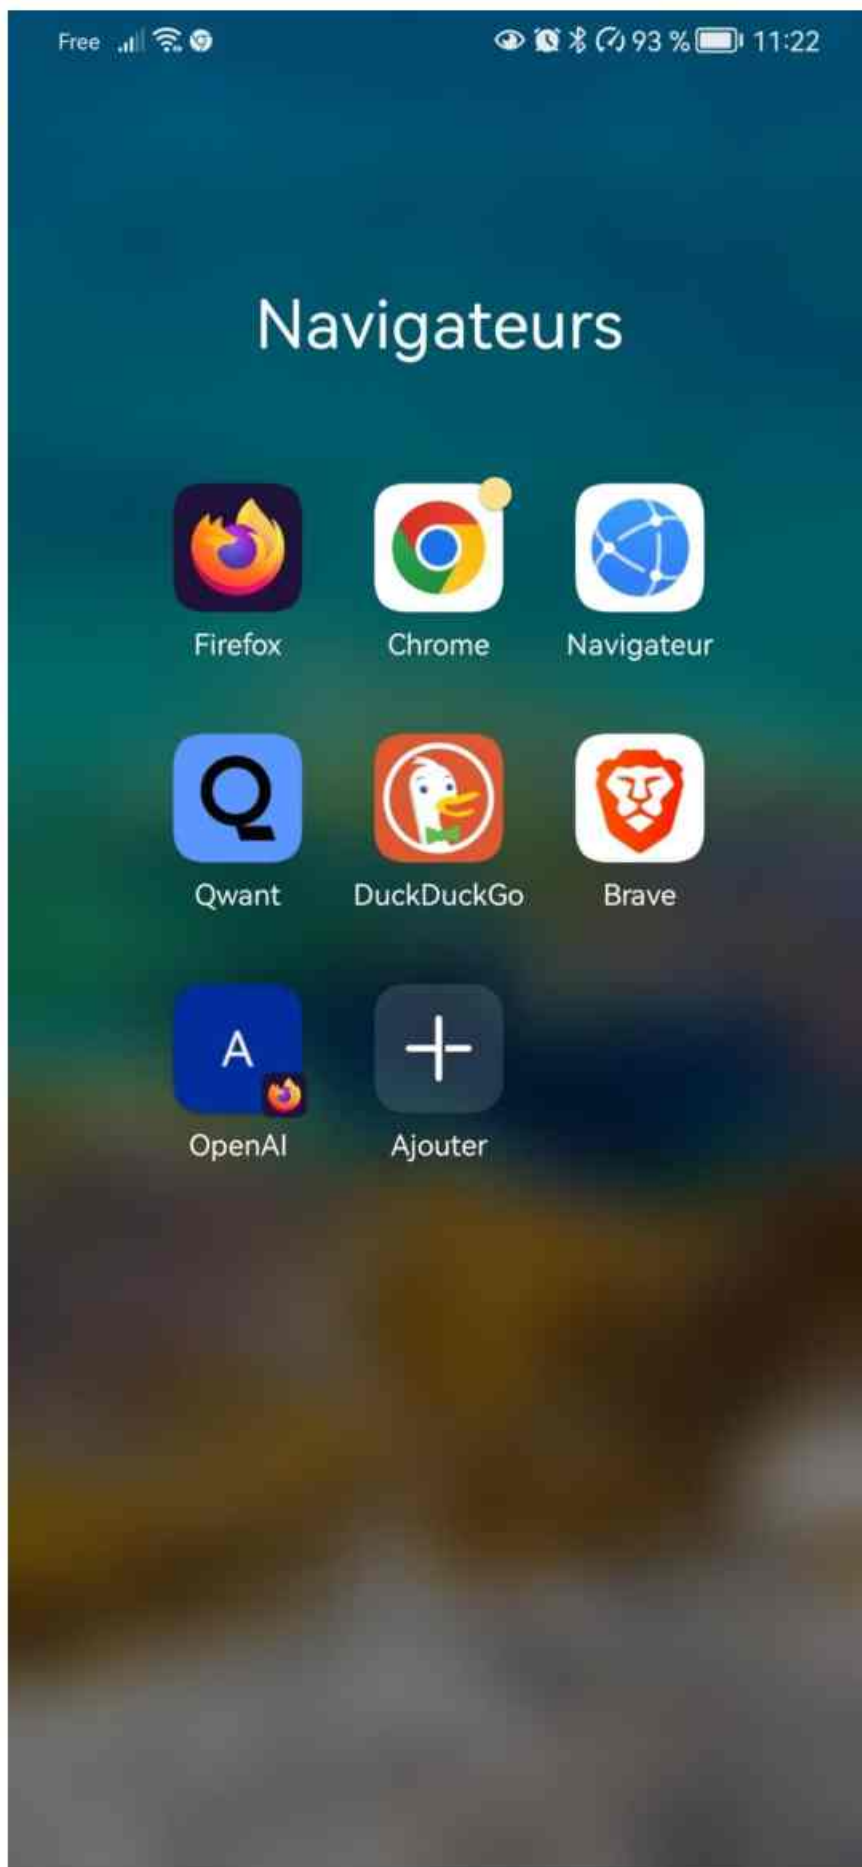 Free 93 % 11:22
Navigateurs
Firefox Chrome Navigateur
Q
Qwant DuckDuckGo Brave
A
OpenAI Ajouter